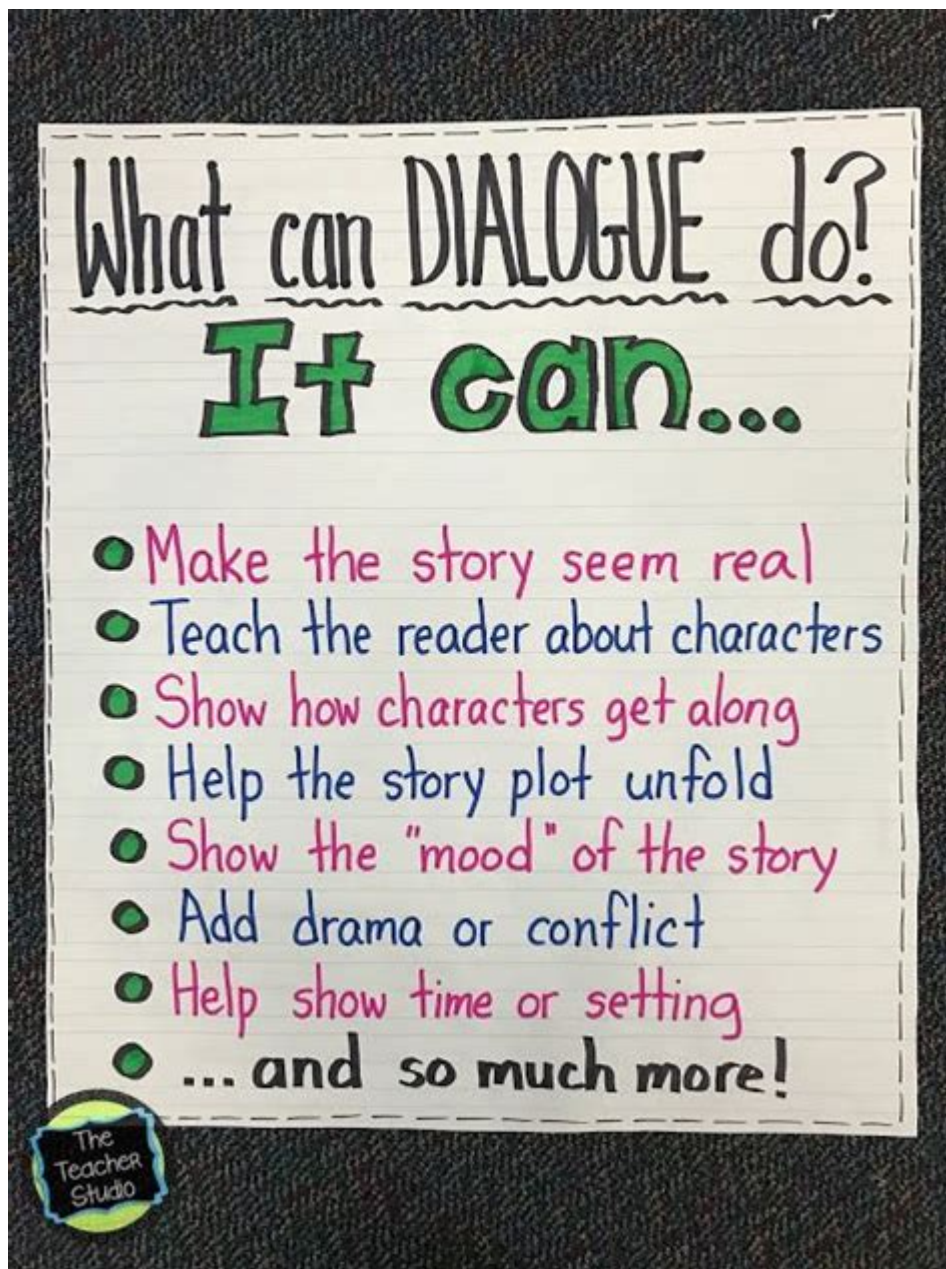 What can DIALOGUE do?
It can...
Make the story seem real
Teach the reader about characters
Show how characters get along
Help the story plot unfold
Show the "mood" of the story
Add drama or conflict
Help show time or setting
... and so much more!
The
Teacher
Studio